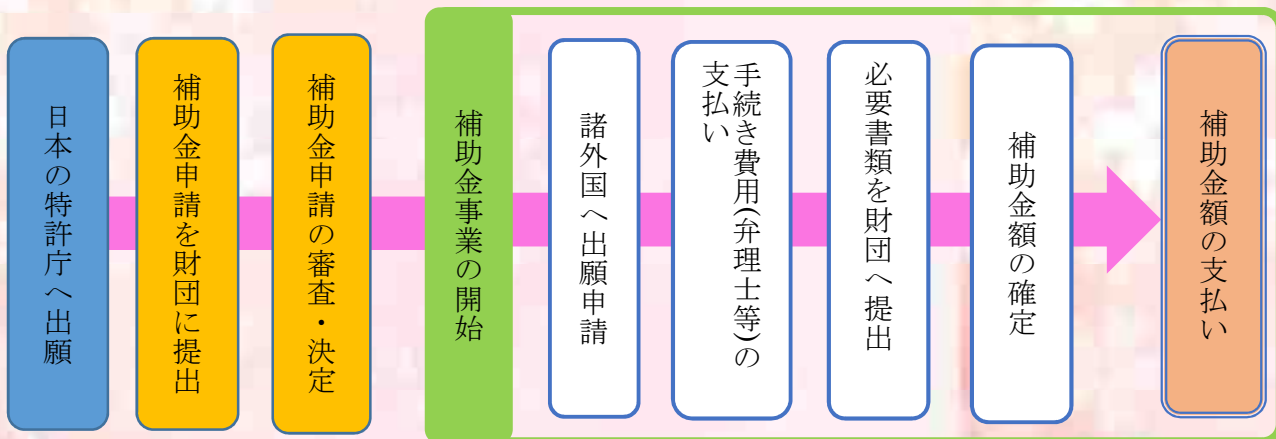 日本の特許庁へ出願
補助金申請を財団に提出
補助金申請の審査・決定
補助金事業の開始
諸外国へ出願申請
手続き費用(弁理士等)の
支払い
必要書類を財団へ提出
補助金額の確定
補助金額の支払い